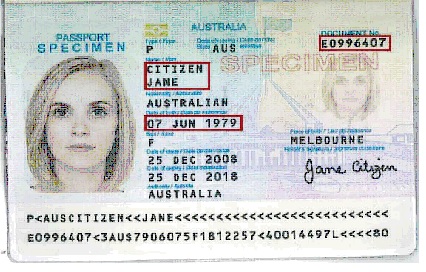 AUSTRALIA
PASSPORT
SPECIMEN
DOCUMENT No.
P AUS E0996407
SPECIMEN
CITIZEN
JANE
AUSTRALIAN
07 JUN 1979
F MELBOURNE
25 DEC 2008
25 DEC 2018
Jane Citizen
AUSTRALIA
P<AUSCITIZEN<<JANE<<<<<<<<<<<<<<<<<<<<<<<<<<
E0996407<3AUS7906075F1812257<40014497L<<<<80